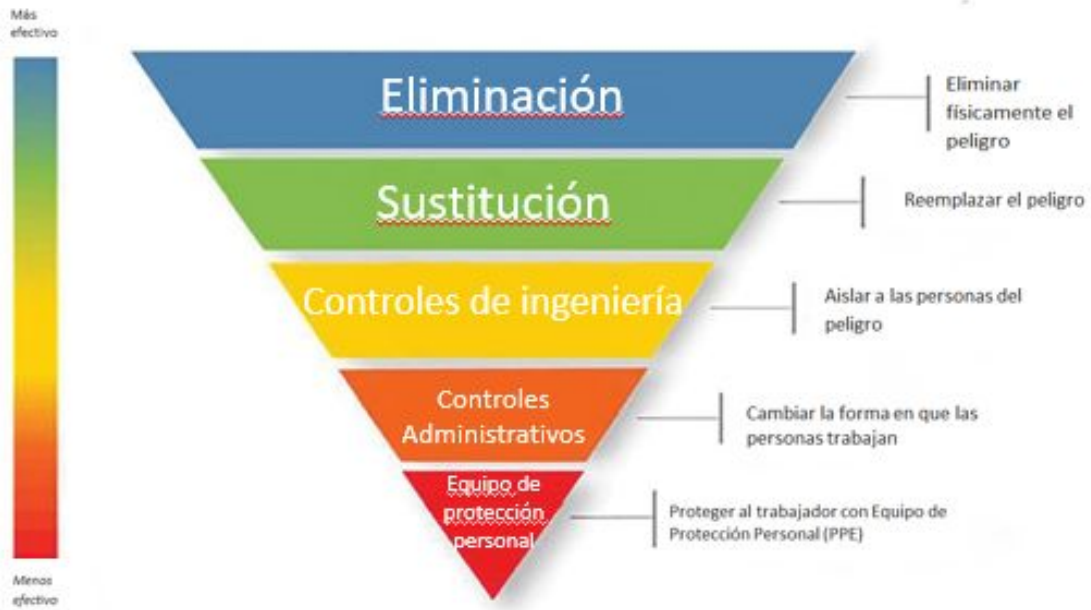 Más
efectivo
Eliminación
Eliminar
físicamente el
peligro
Sustitución
Reemplazar el peligro
Controles de ingeniería
Aislar a las personas del
peligro
Controles
Administrativos
Cambiar la forma en que las
personas trabajan
Equipo de
protección
personal
Proteger al trabajador con Equipo de
Protección Personal (PPE)
Menos
efectivo